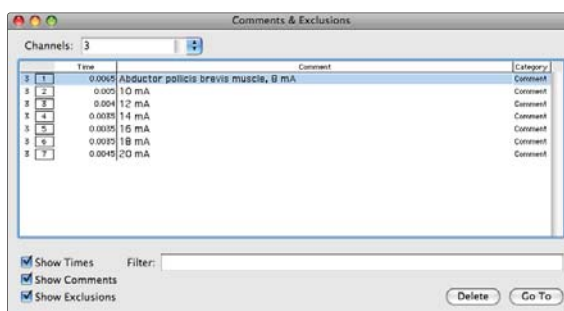 Comments & Exclusions
Channels: 3
Time Comment Category
3 1 0.0065 Abductor pollicis brevis muscle, 8 mA Comment
3 2 0.005 10 mA Comment
3 3 0.004 12 mA Comment
3 4 0.0035 14 mA Comment
3 5 0.0035 16 mA Comment
3 6 0.0035 18 mA Comment
3 7 0.0045 20 mA Comment
Show Times Filter:
Show Comments
Show Exclusions Delete Go To